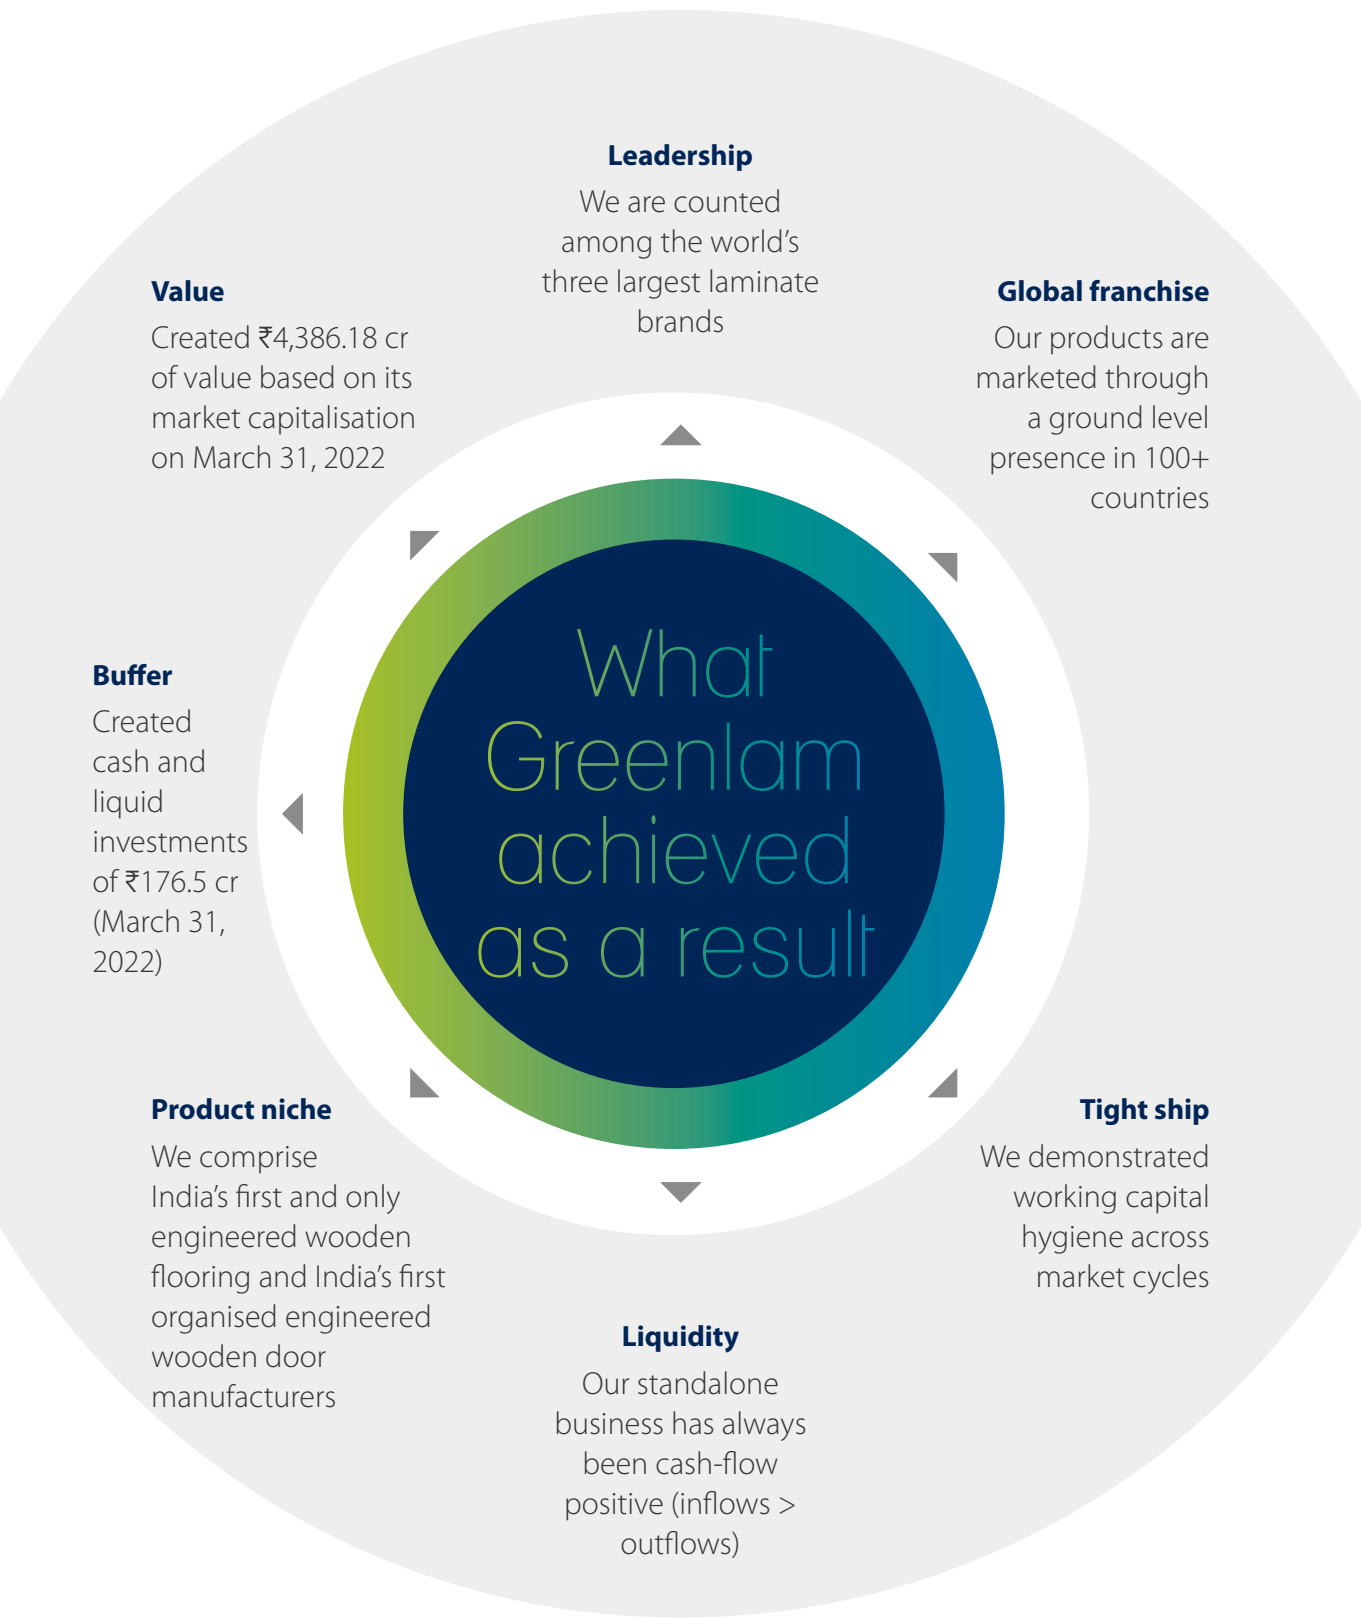 Leadership
We are counted
among the world's
three largest laminate
brands
Global franchise
Our products are
marketed through
a ground level
presence in 100+
countries
Tight ship
We demonstrated
working capital
hygiene across
market cycles
Liquidity
Our standalone
business has always
been cash-flow
positive (inflows >
outflows)
Product niche
We comprise
India's first and only
engineered wooden
flooring and India's first
organised engineered
wooden door
manufacturers
Buffer
Created
cash and
liquid
investments
of ₹176.5 cr
(March 31,
2022)
Value
Created ₹4,386.18 cr
of value based on its
market capitalisation
on March 31, 2022
What
Greenlam
achieved
as a result